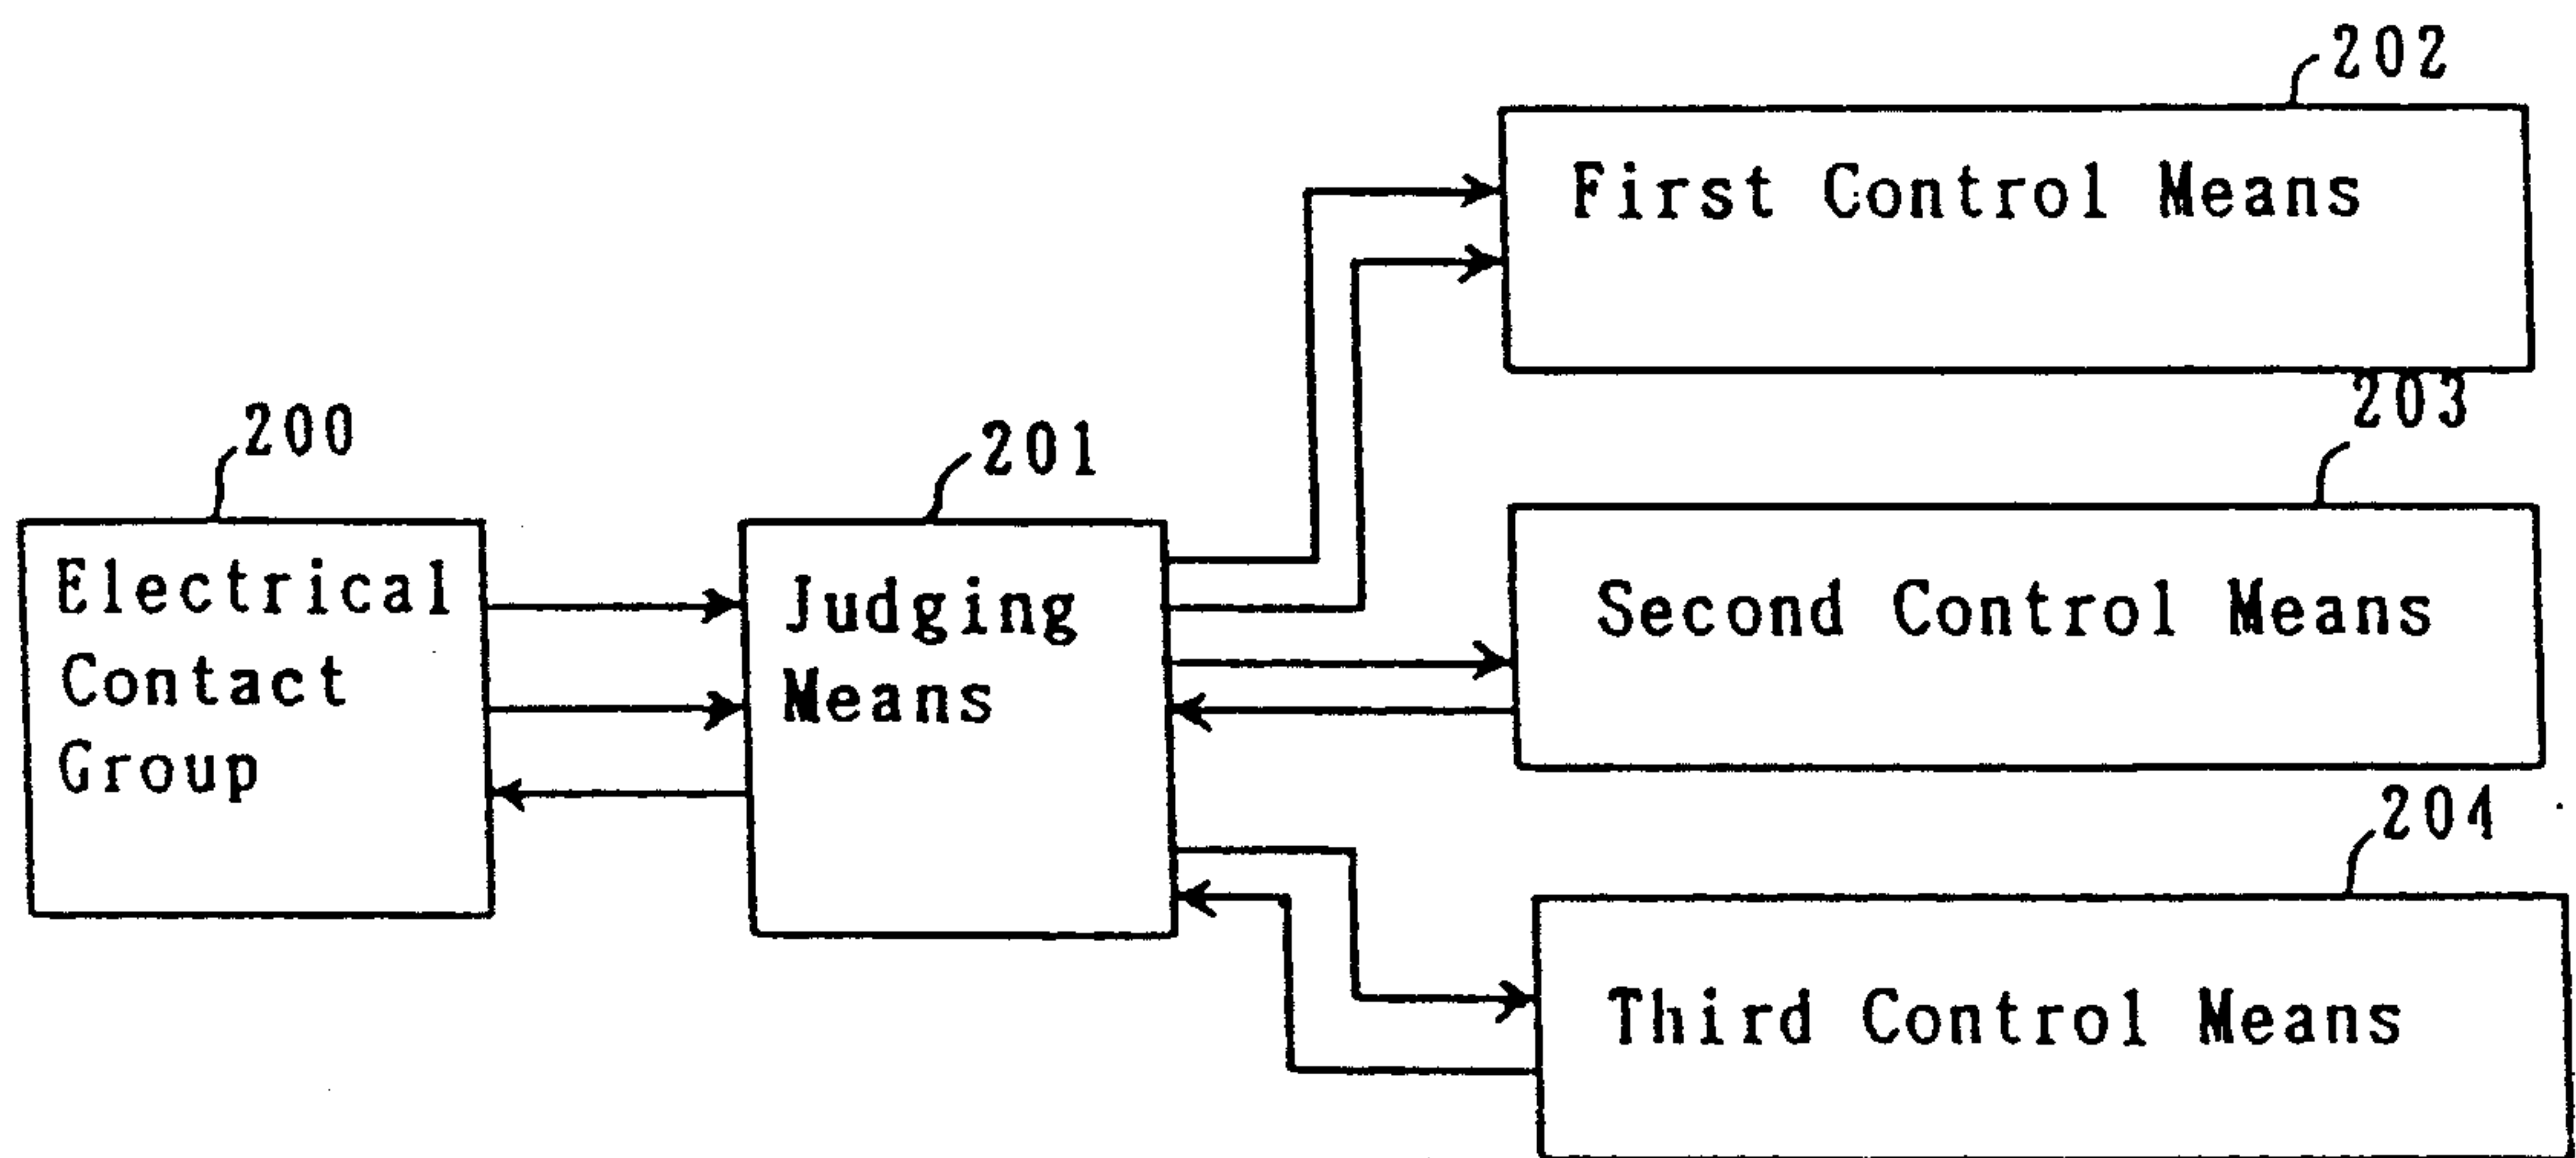 202
First Control Means
203
200
201
Electrical
Contact
Group
Judging
Means
Second Control Means
204
Third Control Means